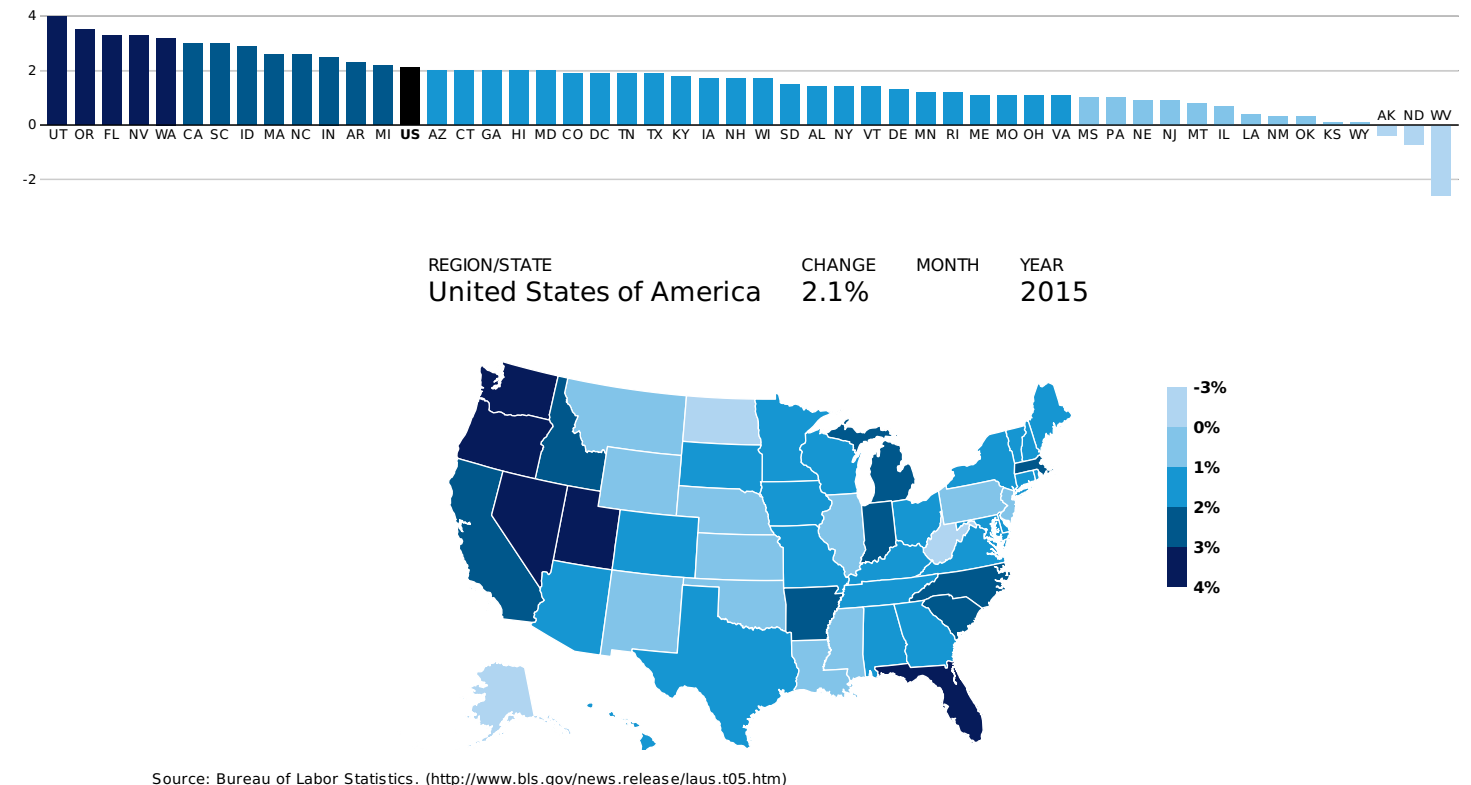 4
2
0
-2
AK ND WV
UT OR FL NV WA CA SC ID MA NC IN AR MI US AZ CT GA HI MD CO DC TN TX KY IA NH WI SD AL NY VT DE MN RI ME MO OH VA MS PA NE NJ MT IL LA NM OK KS WY
REGION/STATE CHANGE MONTH YEAR
United States of America 2.1% 2015
-3%
0%
1%
2%
3%
4%
Source: Bureau of Labor Statistics. (http://www.bls.gov/news.release/laus.t05.htm)